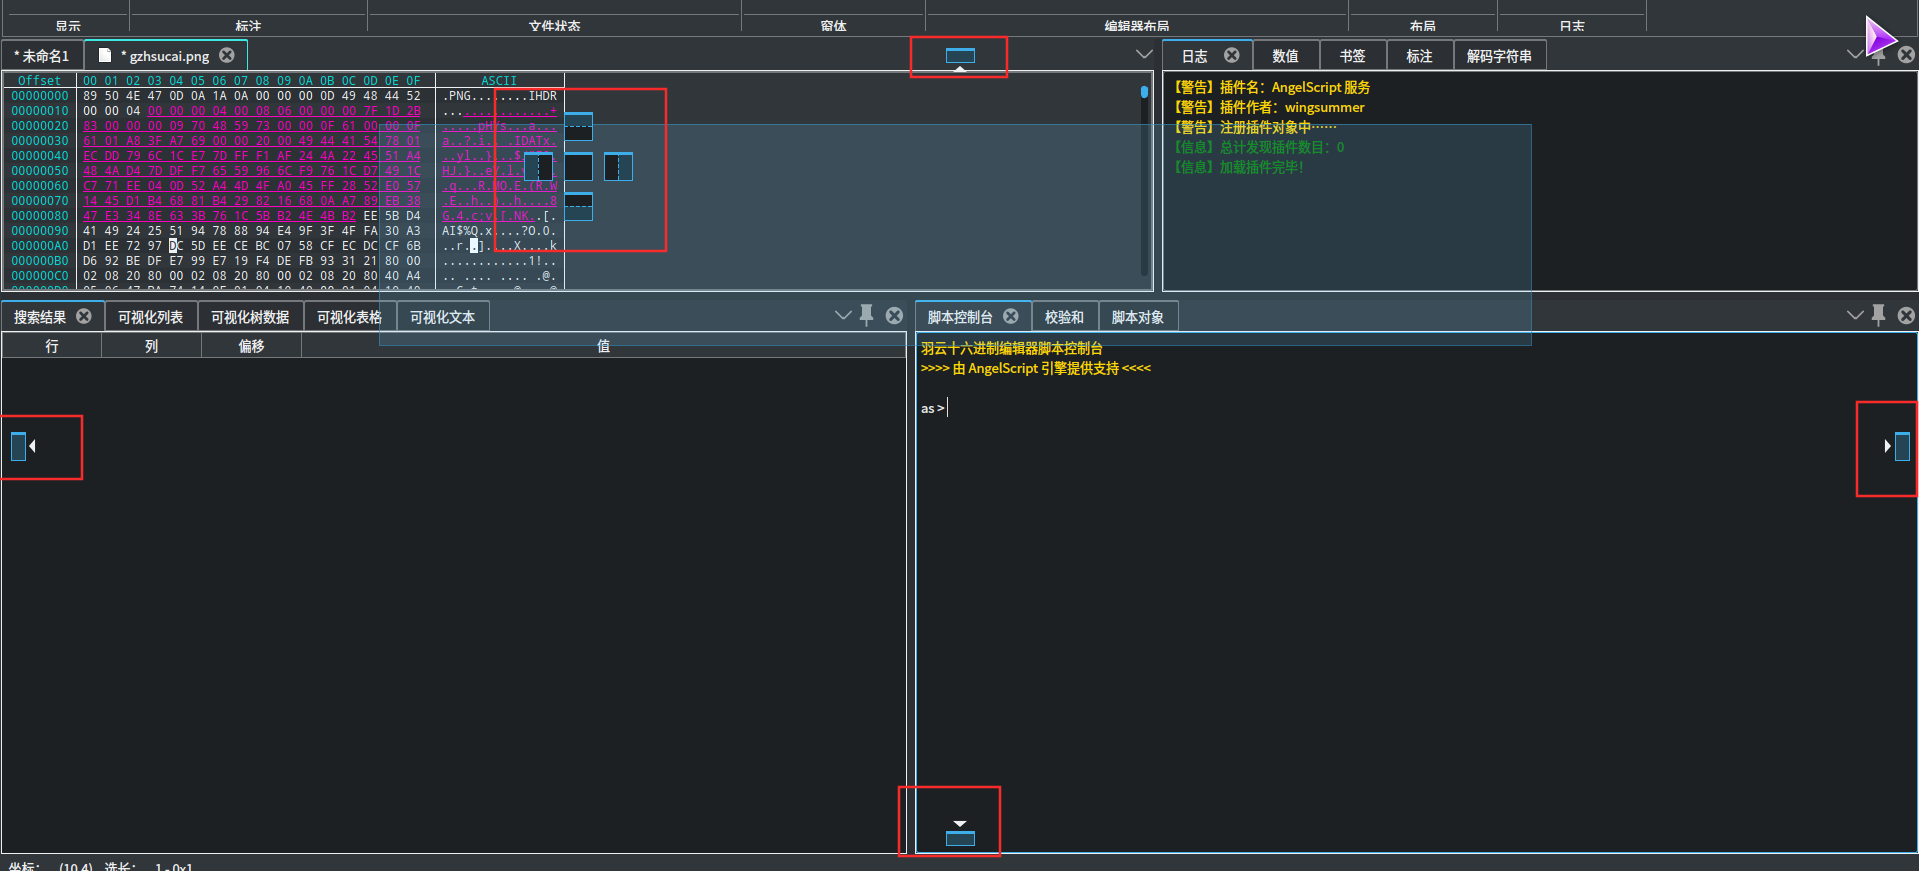 显示 标注 文件状态 窗体 编辑器布局 布局 日志
* 未命名1 * gzhsucai.png
日志 数值 书签 标注 解码字符串
Offset 00 01 02 03 04 05 06 07 08 09 0A 0B 0C 0D 0E 0F ASCII
00000000 89 50 4E 47 0D 0A 1A 0A 00 00 00 0D 49 48 44 52 .PNG........IHDR
00000010 00 00 04 00 00 00 04 00 08 06 00 00 00 7F 1D 2B ...............+
00000020 83 00 00 00 09 70 48 59 73 00 00 0F 61 00 00 0F .....pHYs...a...
00000030 61 01 A8 3F A7 69 00 00 20 00 49 44 41 54 78 01
00000040 EC DD 79 6C 1C E7 7D FF F1 AF 24 4A 22 45 51 A4
00000050 48 4A D4 7D DF F7 65 59 96 6C F9 76 1C D7 49 1C
00000060 C7 71 EE 04 0D 52 A4 4D 4F A0 45 FF 28 52 E0 57 .q...R.MO.E.(R.W
00000070 14 45 D1 B4 68 81 B4 29 82 16 68 0A A7 89 EB 38
00000080 47 E3 34 8E 63 3B 76 1C 5B B2 4E 4B B2 EE 5B D4
00000090 41 49 24 25 51 94 78 88 94 E4 9F 3F 4F FA 30 A3 AI$%Q.x....?O.0.
000000A0 D1 EE 72 97 DC 5D EE CE BC 07 58 CF EC DC CF 6B ..r..]....X....k
000000B0 D6 92 BE DF E7 99 E7 19 F4 DE FB 93 31 21 80 00 ............1!..
000000C0 02 08 20 80 00 02 08 20 80 00 02 08 20 80 40 A4 .. .... .... .@.
【警告】插件名：AngelScript 服务
【警告】插件作者：wingsummer
【警告】注册插件对象中······
【信息】总计发现插件数目：0
【信息】加载插件完毕！
搜索结果 可视化列表 可视化树数据 可视化表格 可视化文本
行 列 偏移 值
脚本控制台 校验和 脚本对象
羽云十六进制编辑器脚本控制台
>>>> 由 AngelScript 引擎提供支持 <<<<
as >
坐标： (10,4) 选长： 1 - 0x1